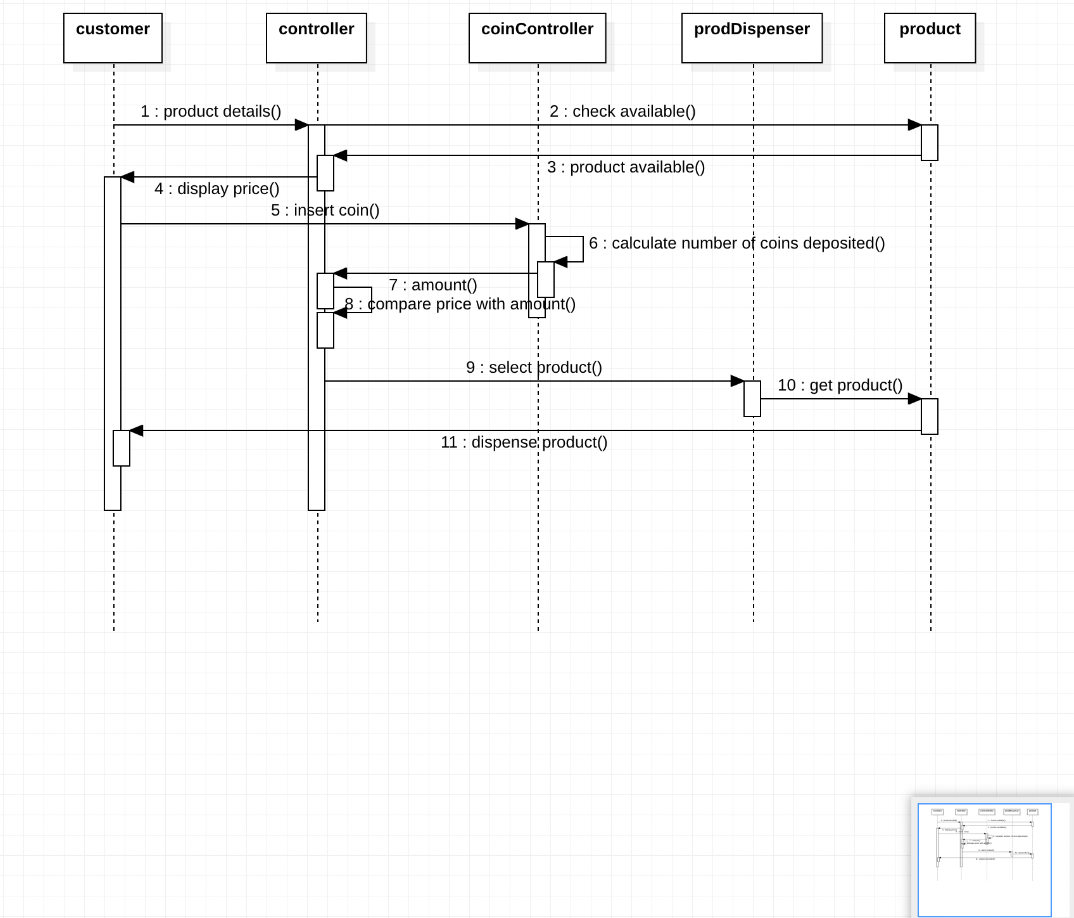 customer
controller
coinController
prodDispenser
product
1 : product details()
2 : check available()
3 : product available()
4 : display price()
5 : insert coin()
6 : calculate number of coins deposited()
7 : amount()
8 : compare price with amount()
9 : select product()
10 : get product()
11 : dispense product()